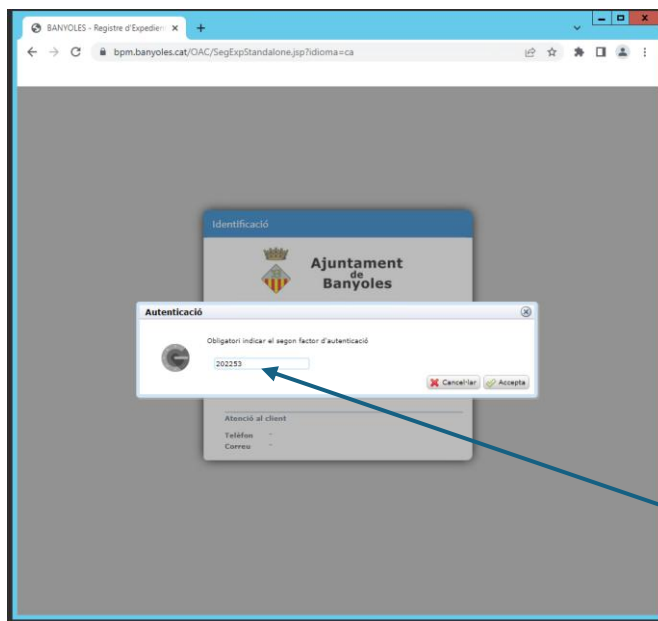 BANYOLES - Registre d'Expedien
bpm.banyoles.cat/OAC/SegExpStandalone.jsp?idioma=ca
Identificació
Ajuntament
de
Banyoles
Autenticació
Obligatori indicar el segon factor d'autenticació
202253
Cancel·lar Accepta
Atenció al client
Telèfon -
Correu -